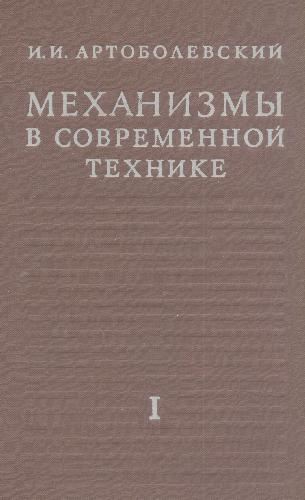 И.И. АРТОБОЛЕВСКИЙ
МЕХАНИЗМЫ
В СОВРЕМЕННОЙ
ТЕХНИКЕ
I